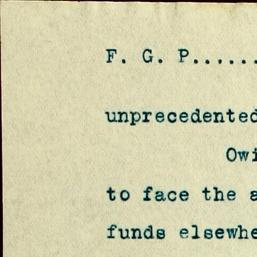 F. G. P......
unprecedented
Owi
to face the a
funds elsewhe